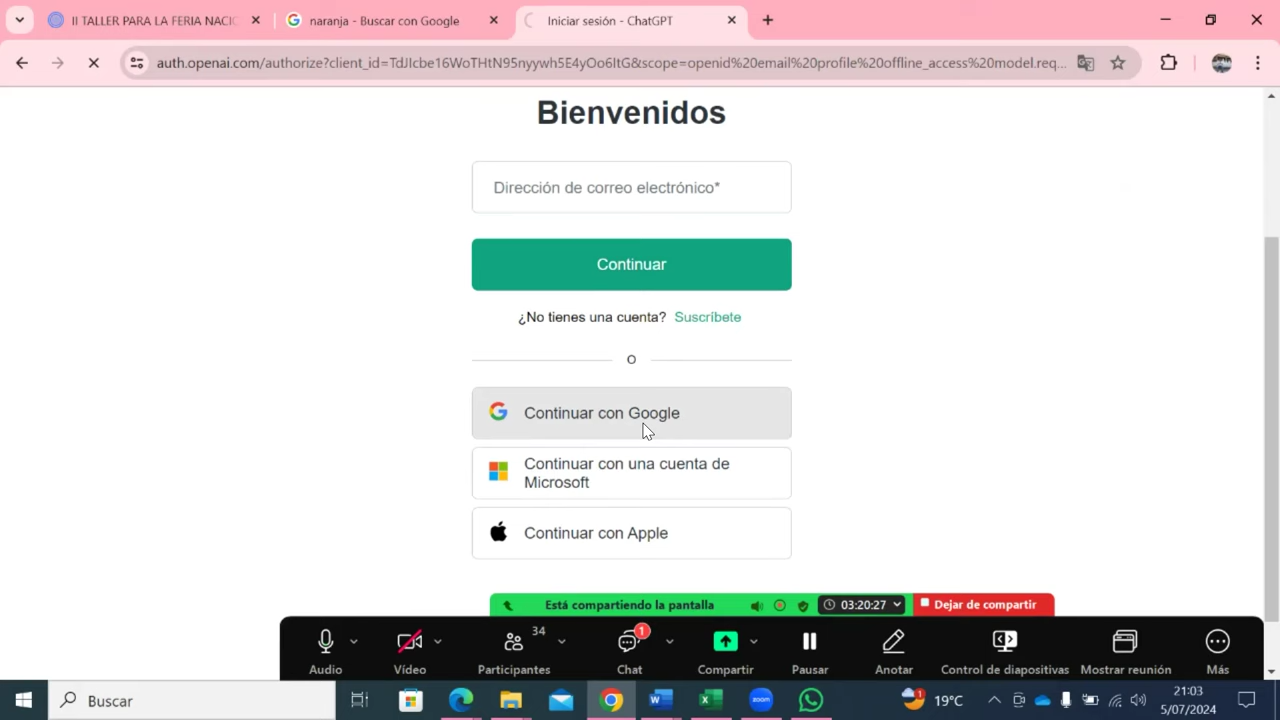 II TALLER PARA LA FERIA NACIO
naranja - Buscar con Google
Iniciar sesión - ChatGPT
auth.openai.com/authorize?client_id=TdJIcbe16WoTHtN95nyywh5E4yOo6ItG&scope=openid%20email%20profile%20offline_access%20model.req...
Bienvenidos
Dirección de correo electrónico*
Continuar
¿No tienes una cuenta? Suscríbete
O
Continuar con Google
Continuar con una cuenta de
Microsoft
Continuar con Apple
Está compartiendo la pantalla
03:20:27
Dejar de compartir
34
1
Audio
Vídeo
Participantes
Chat
Compartir
Pausar
Anotar
Control de diapositivas
Mostrar reunión
Más
Buscar
zoom
1
19°C
21:03
5/07/2024